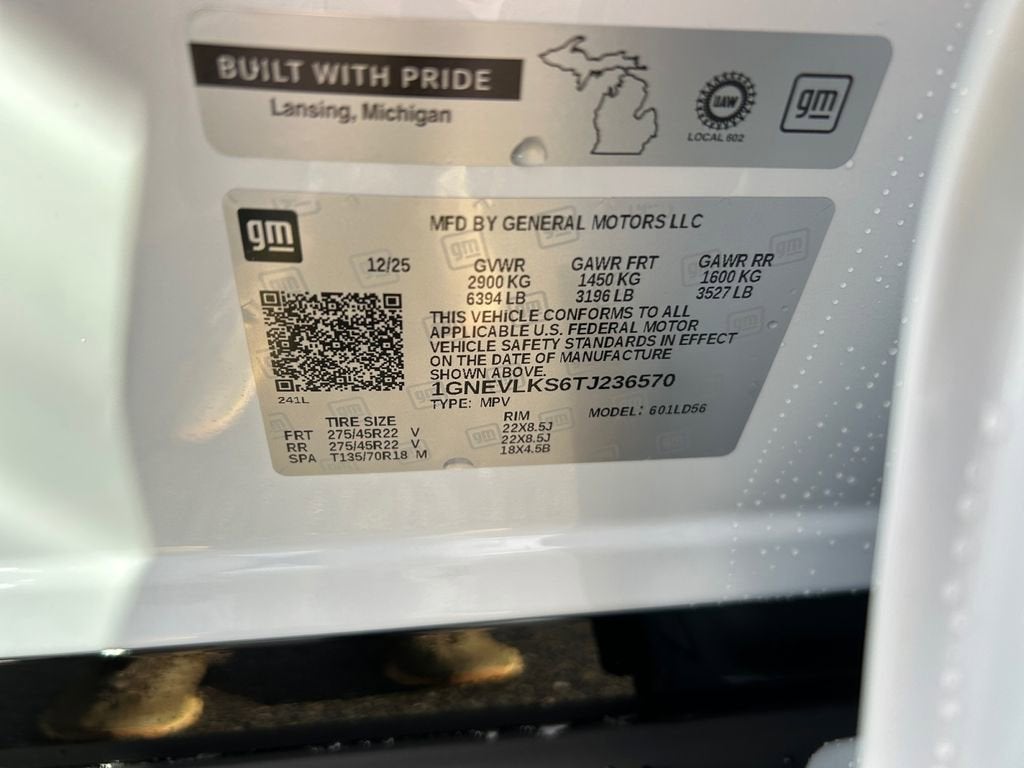 BUILT WITH PRIDE
Lansing, Michigan
UAW
LOCAL 602
gm
gm
MFD BY GENERAL MOTORS LLC
12/25
GVWR GAWR FRT GAWR RR
2900 KG 1450 KG 1600 KG
6394 LB 3196 LB 3527 LB
THIS VEHICLE CONFORMS TO ALL
APPLICABLE U.S. FEDERAL MOTOR
VEHICLE SAFETY STANDARDS IN EFFECT
ON THE DATE OF MANUFACTURE
SHOWN ABOVE.
1GNEVLKS6TJ236570
241L
TYPE: MPV MODEL: 601LD56
TIRE SIZE RIM
FRT 275/45R22 V 22X8.5J
RR 275/45R22 V 22X8.5J
SPA T135/70R18 M 18X4.5B